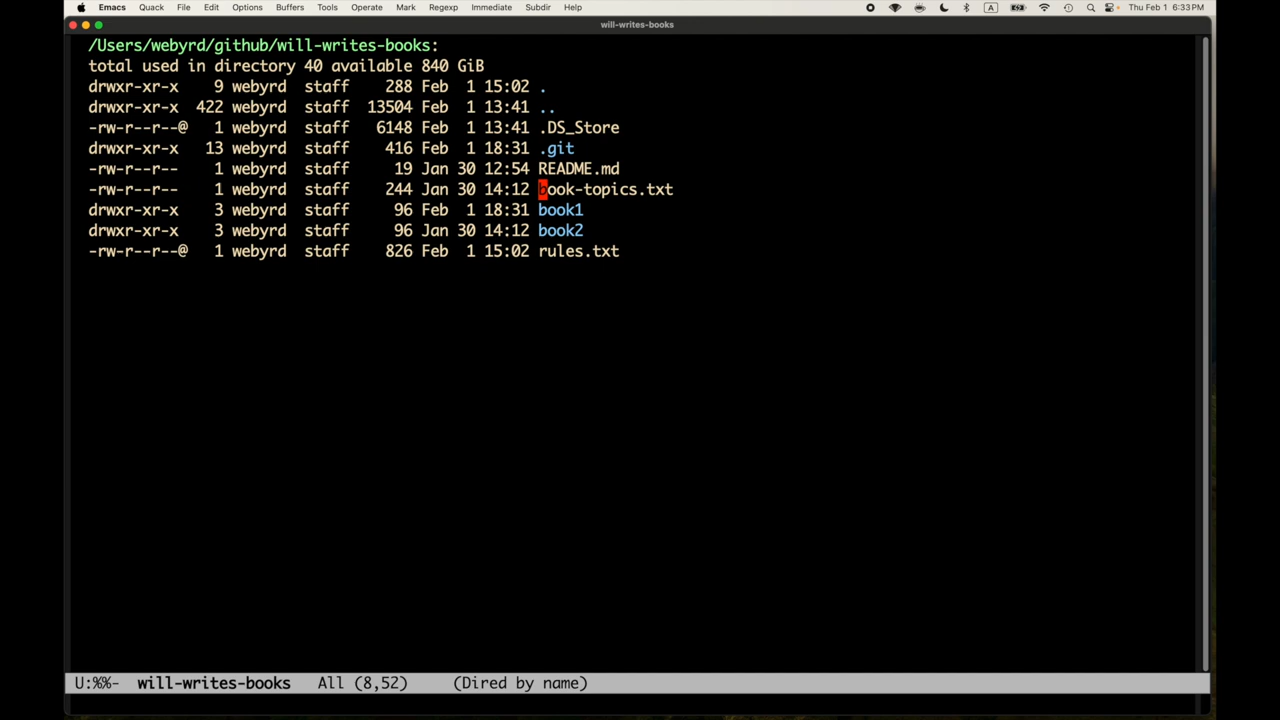 Emacs Quack File Edit Options Buffers Tools Operate Mark Regexp Immediate Subdir Help A Thu Feb 1 6:33 PM
will-writes-books
/Users/webyrd/github/will-writes-books:
total used in directory 40 available 840 GiB
drwxr-xr-x 9 webyrd staff 288 Feb 1 15:02 .
drwxr-xr-x 422 webyrd staff 13504 Feb 1 13:41 ..
-rw-r--r--@ 1 webyrd staff 6148 Feb 1 13:41 .DS_Store
drwxr-xr-x 13 webyrd staff 416 Feb 1 18:31 .git
-rw-r--r-- 1 webyrd staff 19 Jan 30 12:54 README.md
-rw-r--r-- 1 webyrd staff 244 Jan 30 14:12 book-topics.txt
drwxr-xr-x 3 webyrd staff 96 Feb 1 18:31 book1
drwxr-xr-x 3 webyrd staff 96 Jan 30 14:12 book2
-rw-r--r--@ 1 webyrd staff 826 Feb 1 15:02 rules.txt
U:%%- will-writes-books All (8,52) (Dired by name)